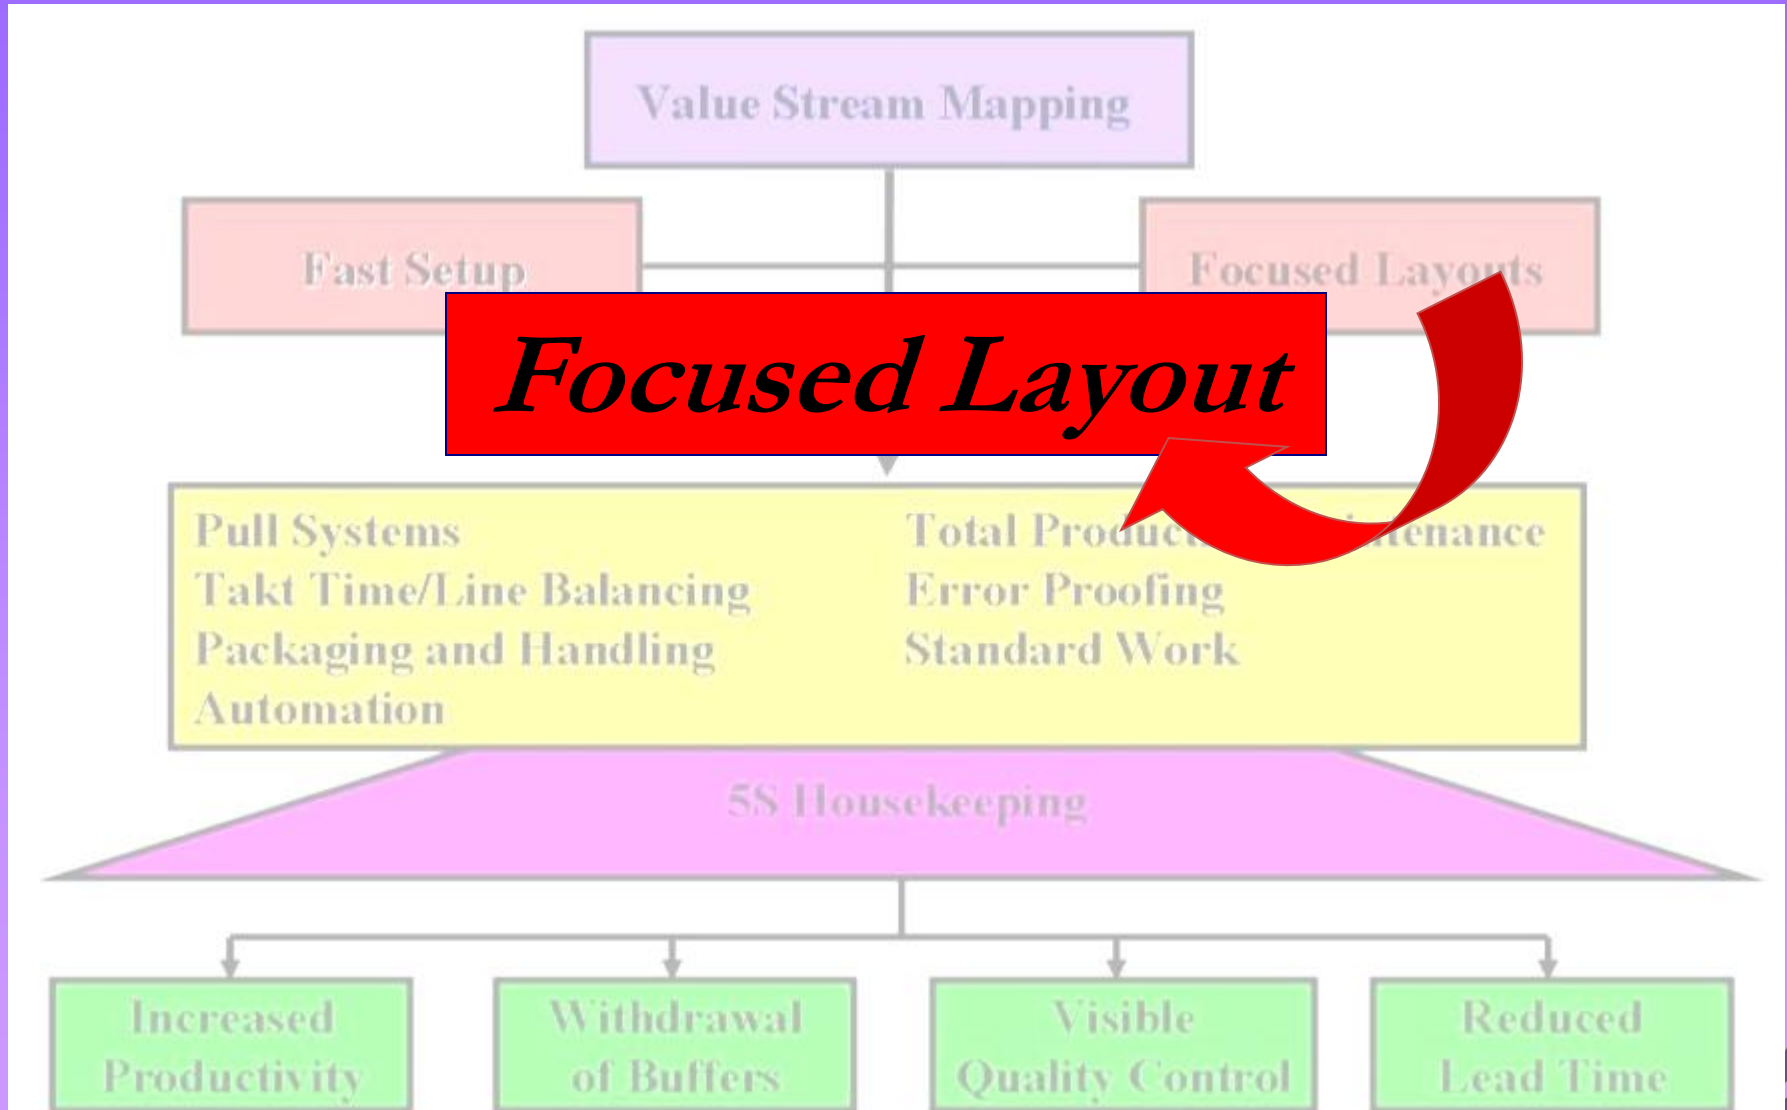 Value Stream Mapping
Fast Setup
Focused Layouts
Focused Layout
Pull Systems
Takt Time/Line Balancing
Packaging and Handling
Automation
Total
Error Proofing
Standard Work
5S Housekeeping
Increased
Productivity
Withdrawal
of Buffers
Visible
Quality Control
Reduced
Lead Time